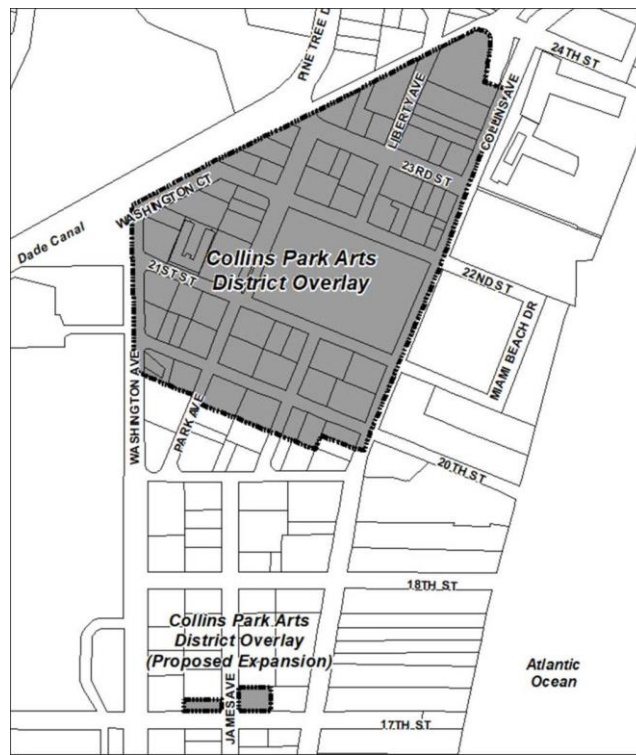 PINE TREE D
24TH ST
LIBERTY AVE
COLLINS AVE
23RD ST
WASHINGTON CT
Dade Canal
Collins Park Arts
District Overlay
21ST ST
22ND ST
MIAMI BEACH DR
WASHINGTON AVE
PARK AVE
20TH ST
18TH ST
Collins Park Arts
District Overlay
(Proposed Expansion)
Atlantic
Ocean
JAMES AVE
17TH ST